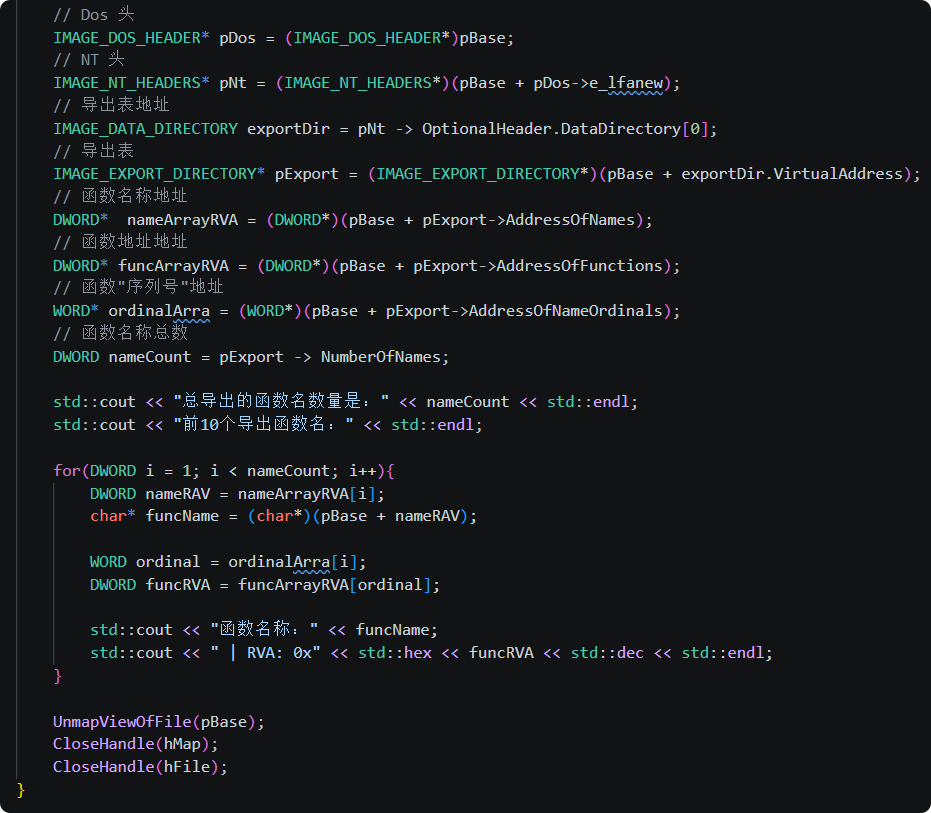 // Dos 头
IMAGE_DOS_HEADER* pDos = (IMAGE_DOS_HEADER*)pBase;
// NT 头
IMAGE_NT_HEADERS* pNt = (IMAGE_NT_HEADERS*)(pBase + pDos->e_lfanew);
// 导出表地址
IMAGE_DATA_DIRECTORY exportDir = pNt -> OptionalHeader.DataDirectory[0];
// 导出表
IMAGE_EXPORT_DIRECTORY* pExport = (IMAGE_EXPORT_DIRECTORY*)(pBase + exportDir.VirtualAddress);
// 函数名称地址
DWORD*  nameArrayRVA = (DWORD*)(pBase + pExport->AddressOfNames);
// 函数地址地址
DWORD* funcArrayRVA = (DWORD*)(pBase + pExport->AddressOfFunctions);
// 函数"序列号"地址
WORD* ordinalArra = (WORD*)(pBase + pExport->AddressOfNameOrdinals);
// 函数名称总数
DWORD nameCount = pExport -> NumberOfNames;
std::cout << "总导出的函数名数量是：" << nameCount << std::endl;
std::cout << "前10个导出函数名：" << std::endl;
for(DWORD i = 1; i < nameCount; i++){
DWORD nameRAV = nameArrayRVA[i];
char* funcName = (char*)(pBase + nameRAV);
WORD ordinal = ordinalArra[i];
DWORD funcRVA = funcArrayRVA[ordinal];
std::cout << "函数名称：" << funcName;
std::cout << " | RVA: 0x" << std::hex << funcRVA << std::dec << std::endl;
}
UnmapViewOfFile(pBase);
CloseHandle(hMap);
CloseHandle(hFile);
}